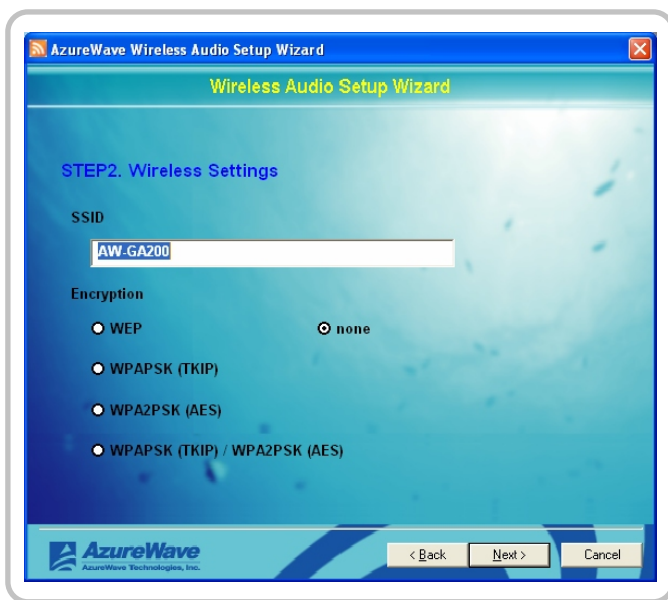 AzureWave Wireless Audio Setup Wizard
Wireless Audio Setup Wizard
STEP2. Wireless Settings
SSID
AW-GA200
Encryption
WEP
none
WPAPSK (TKIP)
WPA2PSK (AES)
WPAPSK (TKIP) / WPA2PSK (AES)
AzureWave
AzureWave Technologies, Inc.
< Back
Next >
Cancel